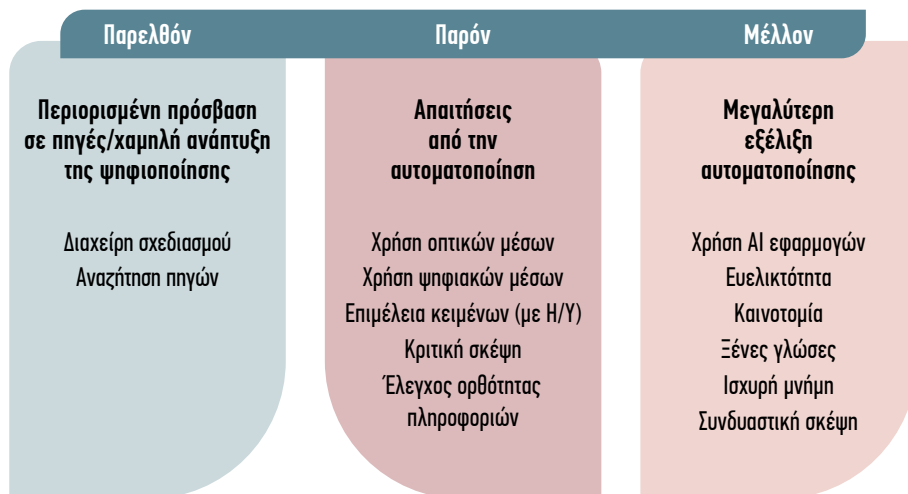 Παρελθόν
Παρόν
Μέλλον
Περιορισμένη πρόσβαση
σε πηγές/χαμηλή ανάπτυξη
της ψηφιοποίησης
Διαχείρη σχεδιασμού
Αναζήτηση πηγών
Απαιτήσεις
από την
αυτοματοποίηση
Χρήση οπτικών μέσων
Χρήση ψηφιακών μέσων
Επιμέλεια κειμένων (με Η/Υ)
Κριτική σκέψη
Έλεγχος ορθότητας
πληροφοριών
Μεγαλύτερη
εξέλιξη
αυτοματοποίησης
Χρήση AI εφαρμογών
Ευελικτότητα
Καινοτομία
Ξένες γλώσες
Ισχυρή μνήμη
Συνδυαστική σκέψη